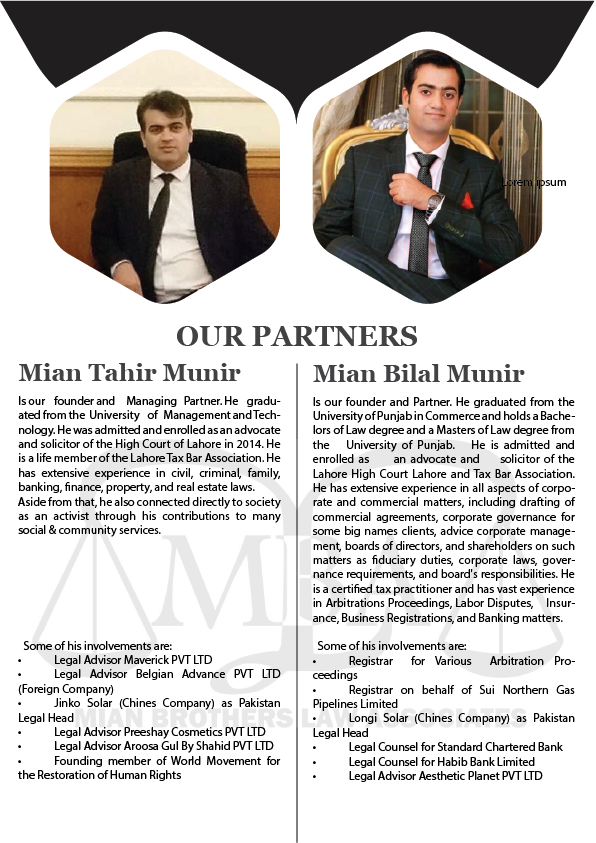 Lorem ipsum
OUR PARTNERS
Mian Tahir Munir
Is our founder and Managing Partner. He gradu-
ated from the University of Management and Tech-
nology. He was admitted and enrolled as an advocate
and solicitor of the High Court of Lahore in 2014. He
is a life member of the Lahore Tax Bar Association. He
has extensive experience in civil, criminal, family,
banking, finance, property, and real estate laws.
Aside from that, he also connected directly to society
as an activist through his contributions to many
social & community services.
Some of his involvements are:
• Legal Advisor Maverick PVT LTD
• Legal Advisor Belgian Advance PVT LTD
(Foreign Company)
• Jinko Solar (Chines Company) as Pakistan
Legal Head
• Legal Advisor Preeshay Cosmetics PVT LTD
• Legal Advisor Aroosa Gul By Shahid PVT LTD
• Founding member of World Movement for
the Restoration of Human Rights
Mian Bilal Munir
Is our founder and Partner. He graduated from the
University of Punjab in Commerce and holds a Bache-
lors of Law degree and a Masters of Law degree from
the University of Punjab. He is admitted and
enrolled as an advocate and solicitor of the
Lahore High Court Lahore and Tax Bar Association.
He has extensive experience in all aspects of corpo-
rate and commercial matters, including drafting of
commercial agreements, corporate governance for
some big names clients, advice corporate manage-
ment, boards of directors, and shareholders on such
matters as fiduciary duties, corporate laws, gover-
nance requirements, and board's responsibilities. He
is a certified tax practitioner and has vast experience
in Arbitrations Proceedings, Labor Disputes, Insur-
ance, Business Registrations, and Banking matters.
Some of his involvements are:
• Registrar for Various Arbitration Pro-
ceedings
• Registrar on behalf of Sui Northern Gas
Pipelines Limited
• Longi Solar (Chines Company) as Pakistan
Legal Head
• Legal Counsel for Standard Chartered Bank
• Legal Counsel for Habib Bank Limited
• Legal Advisor Aesthetic Planet PVT LTD
MIAN BROTHERS LAW ASSOCIATES